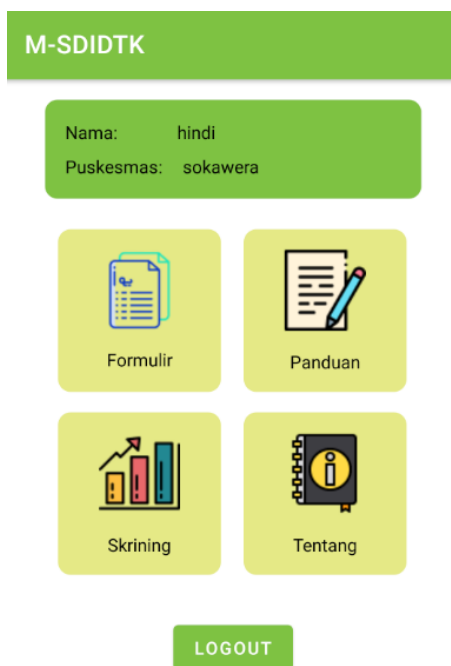 M-SDIDTK
Nama: hindi
Puskesmas: sokawera
Formulir
Panduan
Skrining
Tentang
LOGOUT